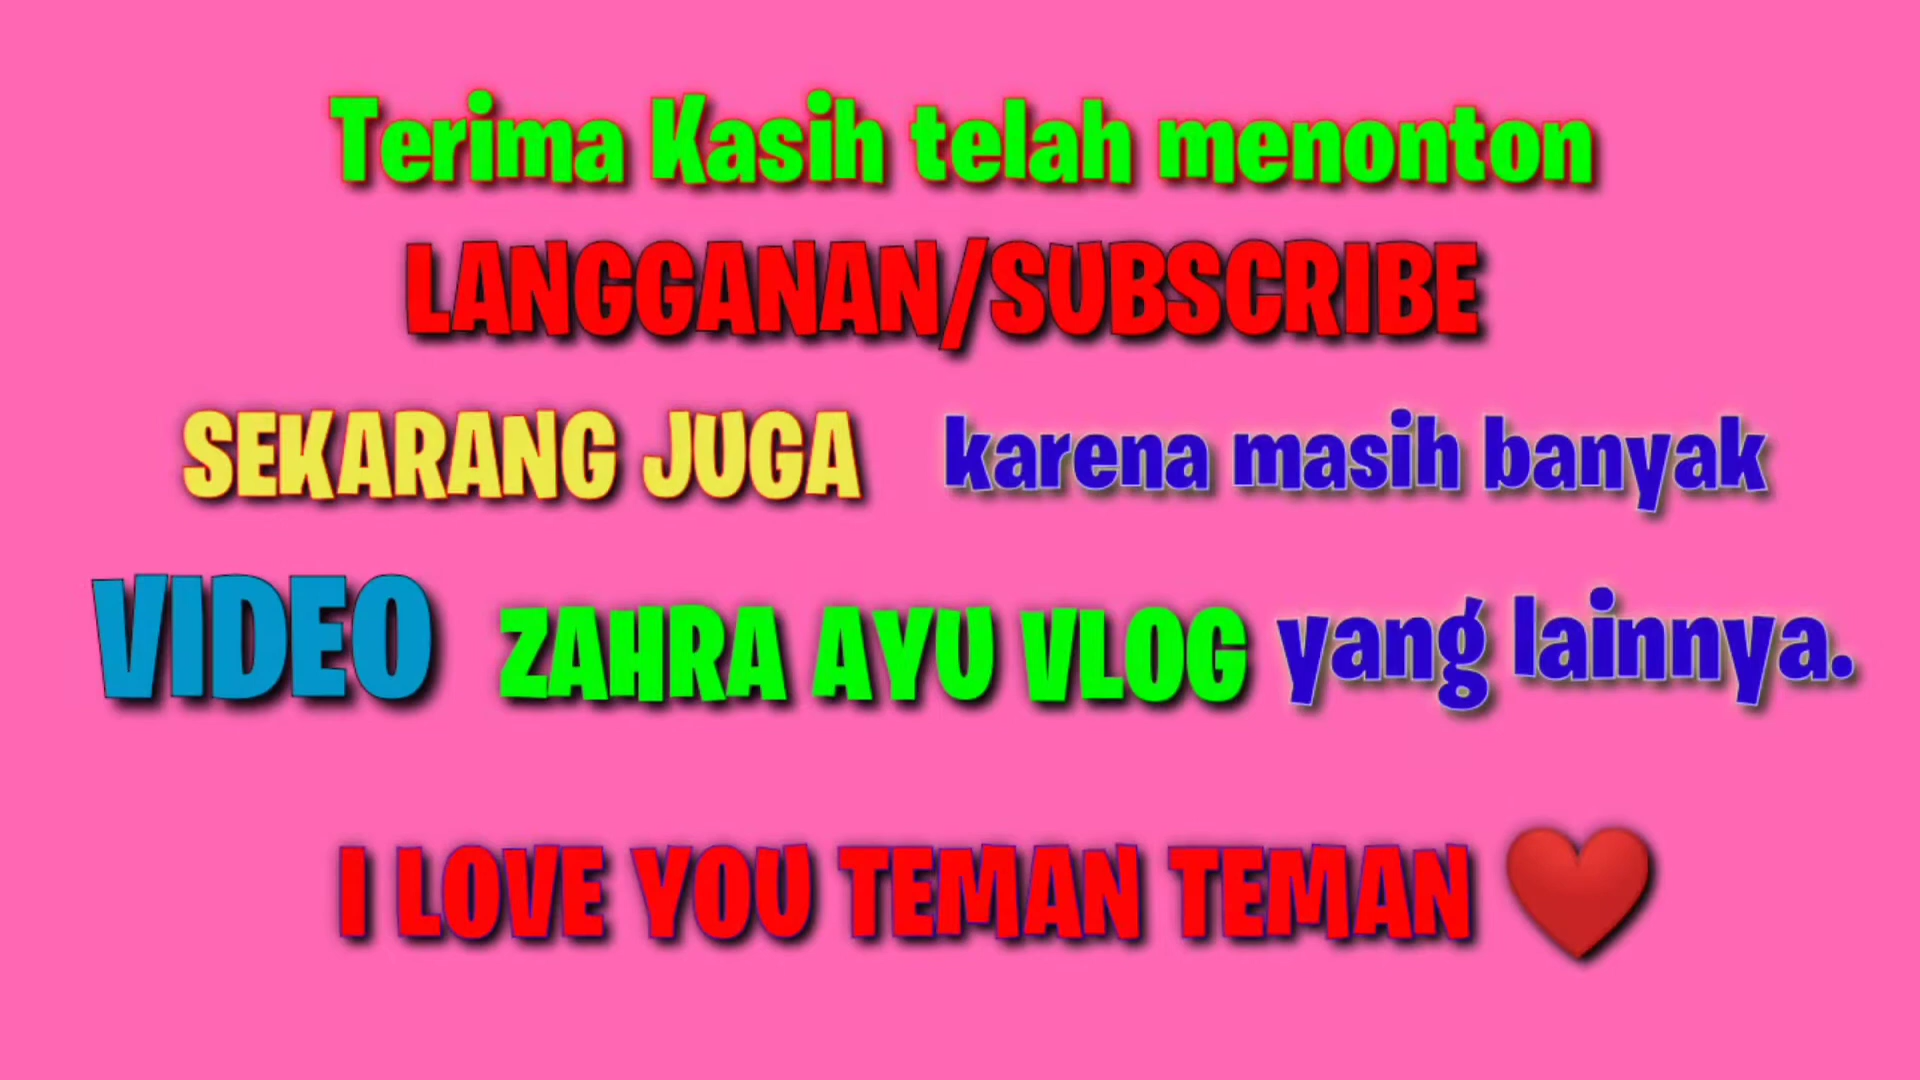 Terima Kasih telah menonton
LANGGANAN/SUBSCRIBE
SEKARANG JUGA karena masih banyak
VIDEO ZAHRA AYU VLOG yang lainnya.
I LOVE YOU TEMAN TEMAN ❤️